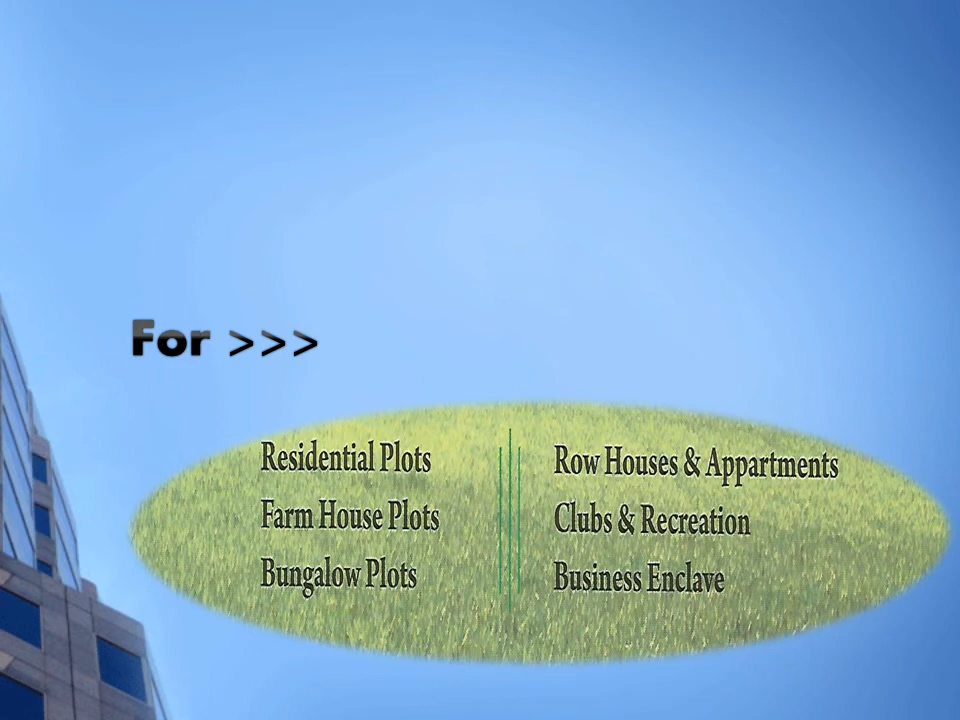 For >>>
Residential Plots
Farm House Plots
Bungalow Plots
Row Houses & Appartments
Clubs & Recreation
Business Enclave